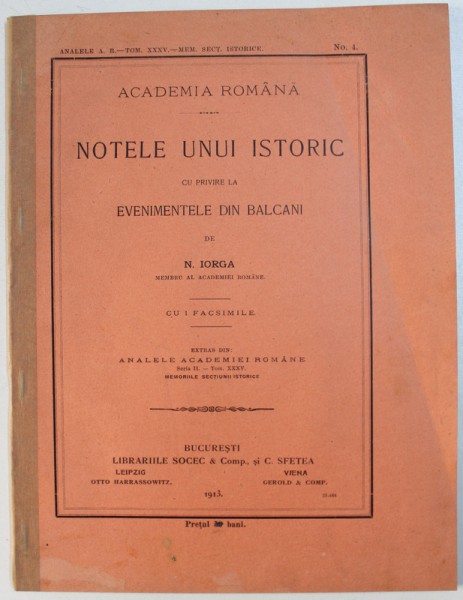 ANALELE A. R.—TOM. XXXV.—MEM. SECT. ISTORICE. No. 4.
ACADEMIA ROMÂNĂ
NOTELE UNUI ISTORIC
CU PRIVIRE LA
EVENIMENTELE DIN BALCANI
DE
N. IORGA
MEMBRU AL ACADEMIEI ROMÂNE.
CU 1 FACSIMILE.
EXTRAS DIN:
ANALELE ACADEMIEI ROMÂNE.
Seria II. — Tom. XXXV.
MEMORIILE SECŢIUNII ISTORICE
BUCUREŞTI
LIBRARIILE SOCEC & Comp., şi C. SFETEA
LEIPZIG VIENA
OTTO HARRASSOWITZ. GEROLD & COMP.
1913.
Preţul bani.